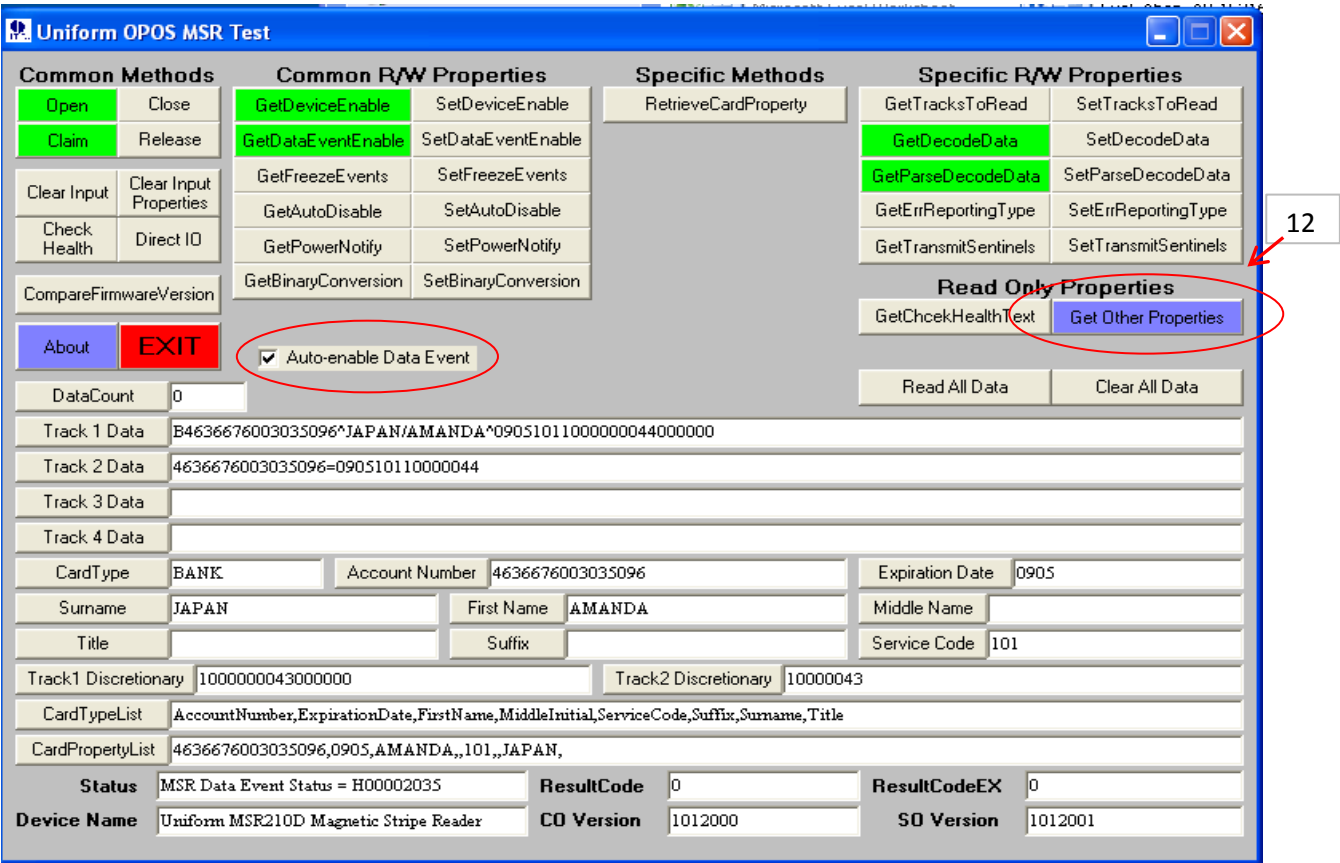 Uniform OPOS MSR Test
Common Methods Common R/W Properties Specific Methods Specific R/W Properties
Open Close GetDeviceEnable SetDeviceEnable RetrieveCardProperty GetTracksToRead SetTracksToRead
Claim Release GetDataEventEnable SetDataEventEnable GetDecodeData SetDecodeData
Clear Input Clear Input Properties GetFreezeEvents SetFreezeEvents GetParseDecodeData SetParseDecodeData
GetAutoDisable SetAutoDisable GetErrReportingType SetErrReportingType
12
Check Health Direct IO GetPowerNotify SetPowerNotify GetTransmitSentinels SetTransmitSentinels
CompareFirmwareVersion GetBinaryConversion SetBinaryConversion Read Only Properties
GetChcekHealthText Get Other Properties
About EXIT Auto-enable Data Event
Read All Data Clear All Data
DataCount 0
Track 1 Data B4636676003035096^JAPAN/AMANDA^09051011000000044000000
Track 2 Data 4636676003035096=090510110000044
Track 3 Data
Track 4 Data
CardType BANK Account Number 4636676003035096 Expiration Date 0905
Surname JAPAN First Name AMANDA Middle Name
Title Suffix Service Code 101
Track1 Discretionary 1000000043000000 Track2 Discretionary 10000043
CardTypeList AccountNumber,ExpirationDate,FirstName,MiddleInitial,ServiceCode,Suffix,Surname,Title
CardPropertyList 4636676003035096,0905,AMANDA,,101,,JAPAN,
Status MSR Data Event Status = H00002035 ResultCode 0 ResultCodeEX 0
Device Name Uniform MSR210D Magnetic Stripe Reader CO Version 1012000 SO Version 1012001